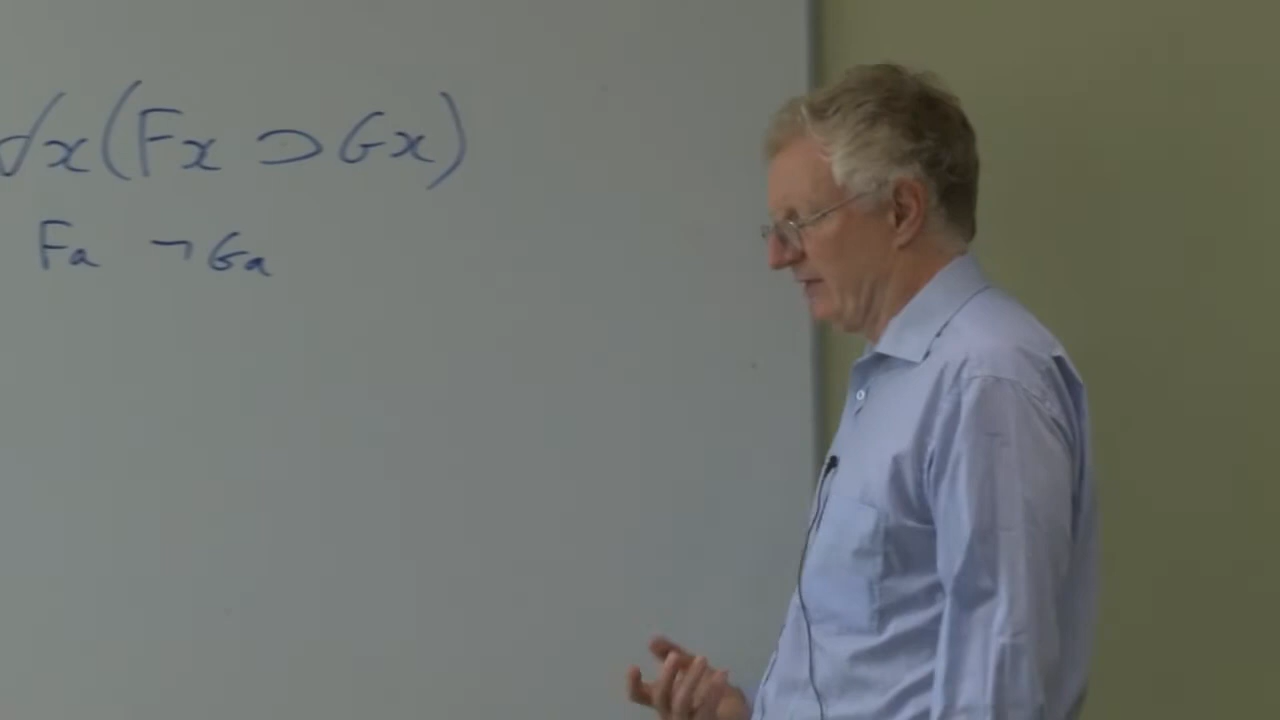 ∀x(Fx ⊃ Gx)
Fa ¬Ga